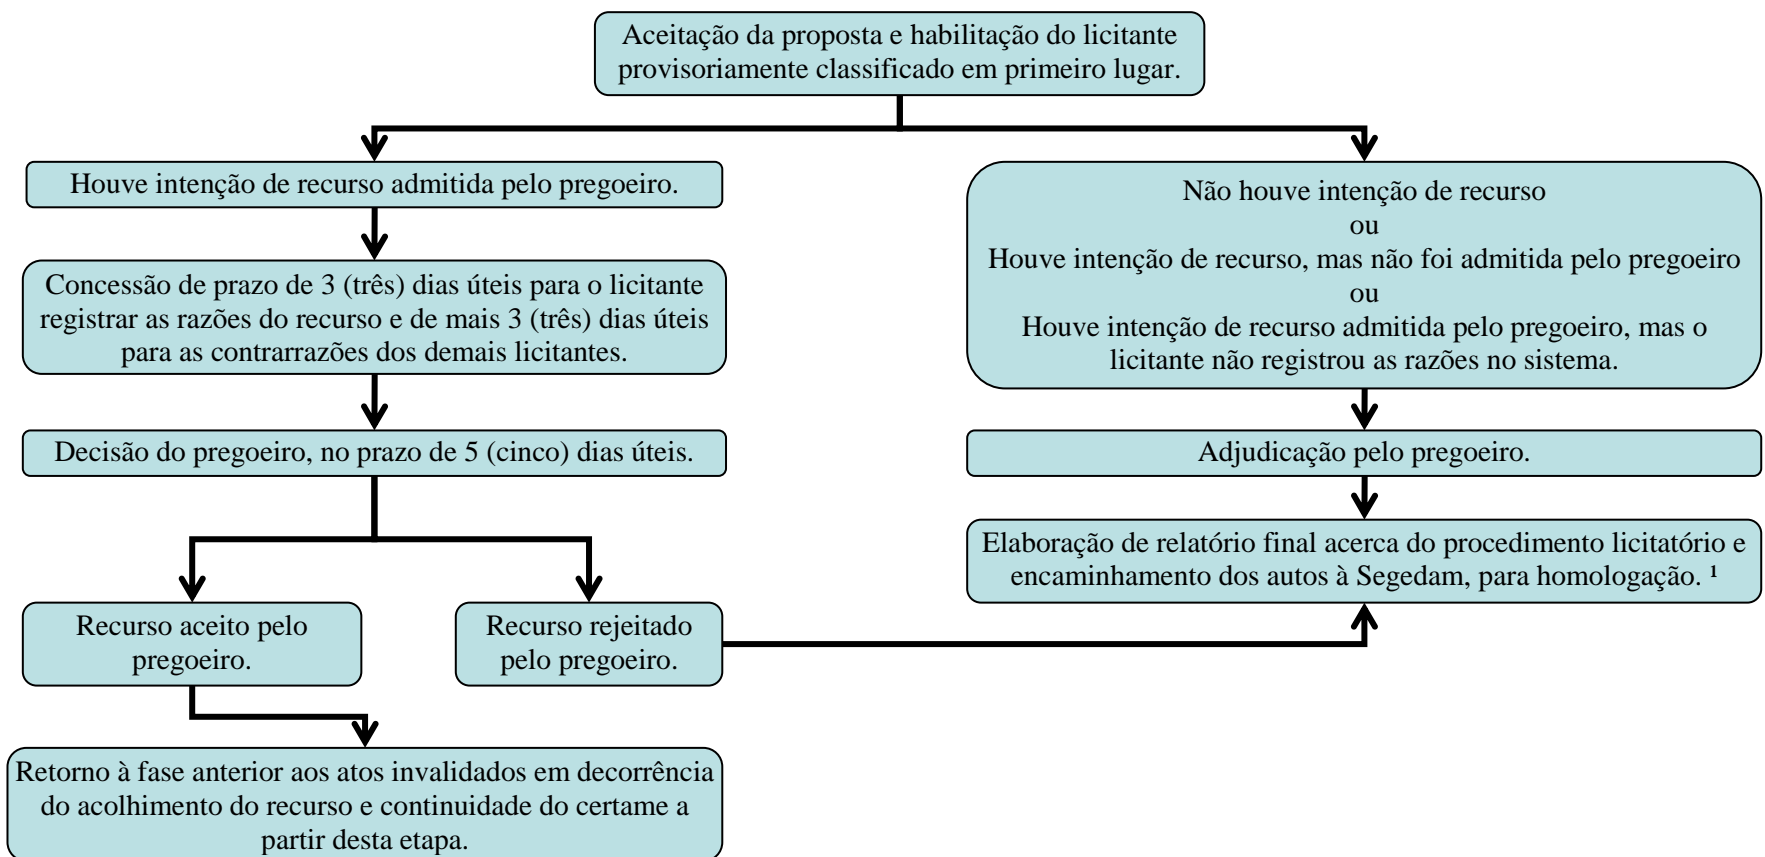 Aceitação da proposta e habilitação do licitante
provisoriamente classificado em primeiro lugar.
Houve intenção de recurso admitida pelo pregoeiro.
Concessão de prazo de 3 (três) dias úteis para o licitante
registrar as razões do recurso e de mais 3 (três) dias úteis
para as contrarrazões dos demais licitantes.
Decisão do pregoeiro, no prazo de 5 (cinco) dias úteis.
Recurso aceito pelo
pregoeiro.
Recurso rejeitado
pelo pregoeiro.
Retorno à fase anterior aos atos invalidados em decorrência
do acolhimento do recurso e continuidade do certame a
partir desta etapa.
Não houve intenção de recurso
ou
Houve intenção de recurso, mas não foi admitida pelo pregoeiro
ou
Houve intenção de recurso admitida pelo pregoeiro, mas o
licitante não registrou as razões no sistema.
Adjudicação pelo pregoeiro.
Elaboração de relatório final acerca do procedimento licitatório e
encaminhamento dos autos à Segedam, para homologação. ¹